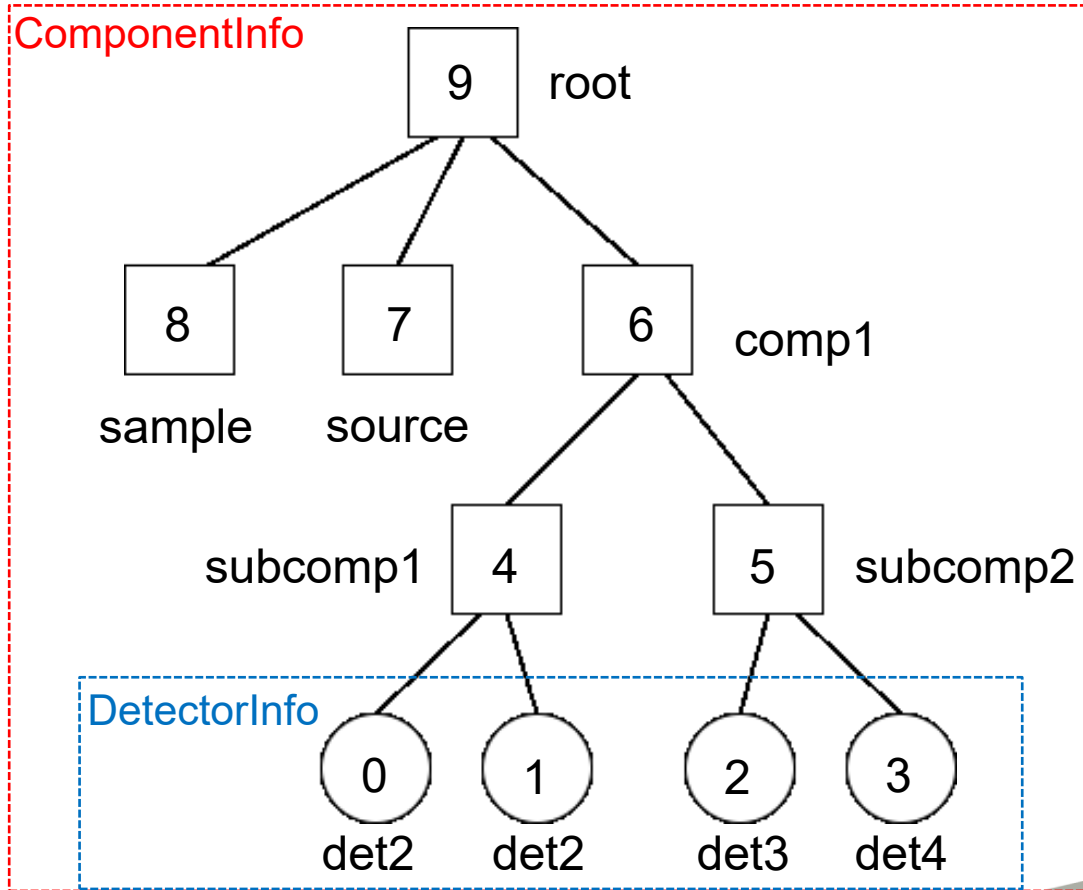 ComponentInfo
9 root
8 7 6 comp1
sample source
subcomp1 4 5 subcomp2
DetectorInfo
0 1 2 3
det2 det2 det3 det4